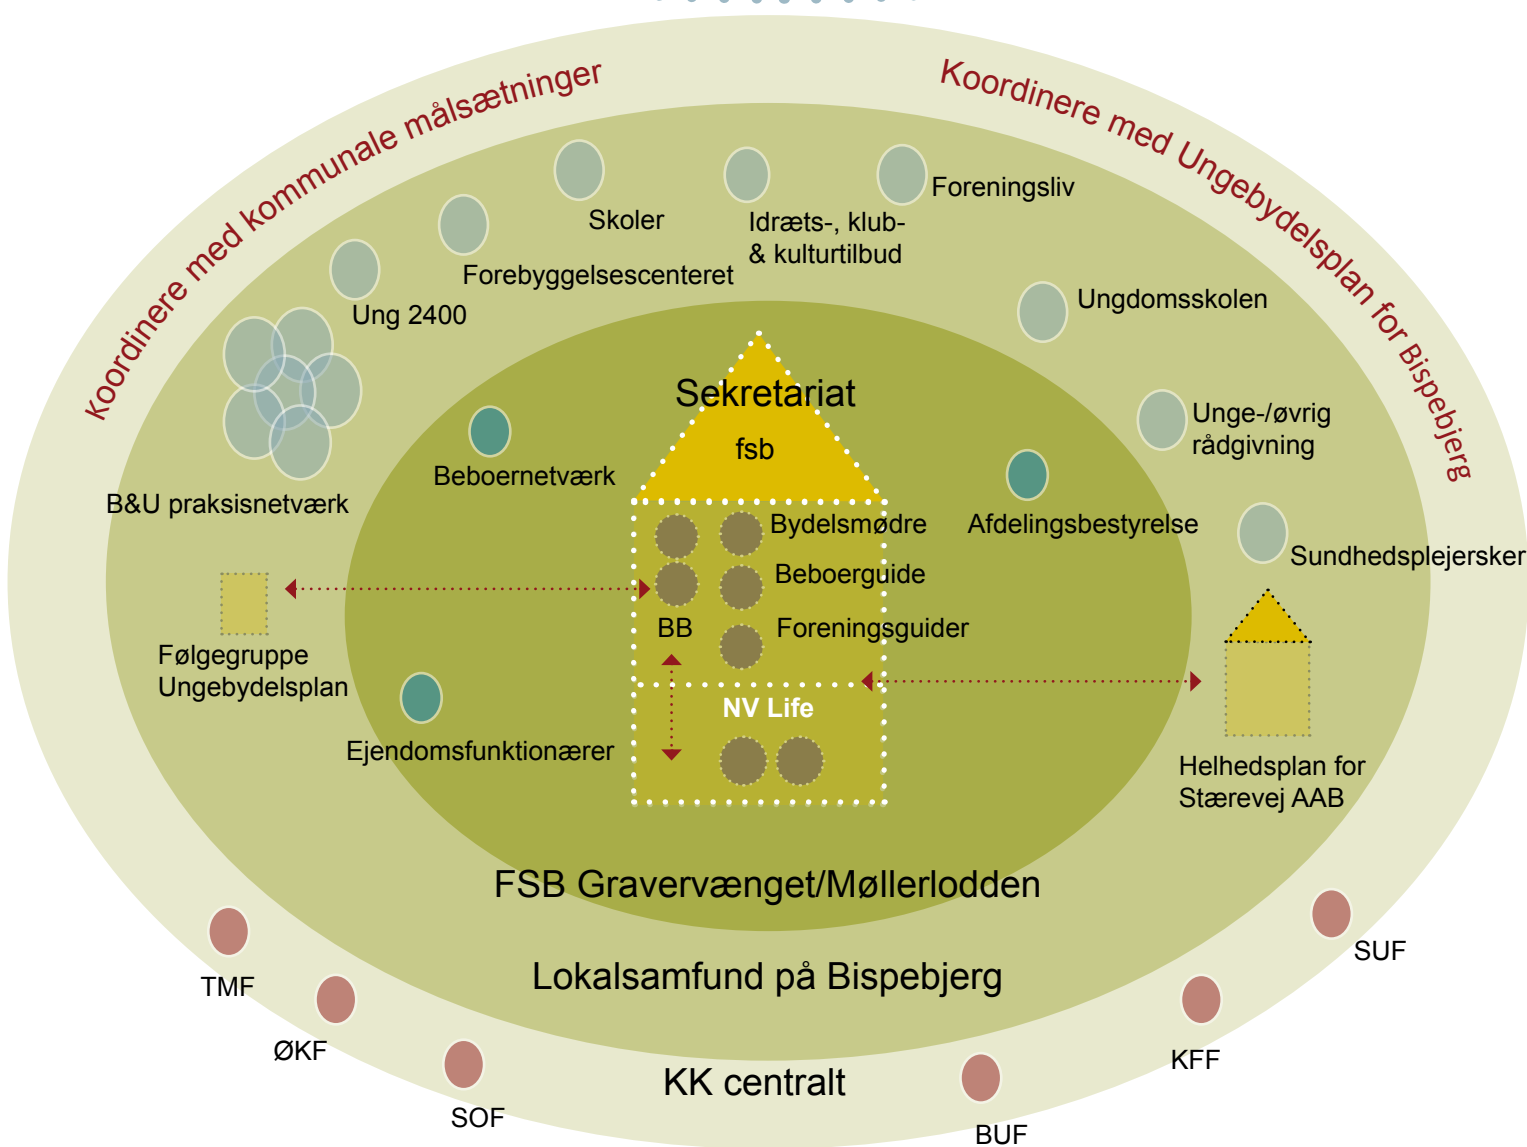 Koordinere med kommunale målsætninger
Koordinere med Ungebydelsplan for Bispebjerg
Skoler
Idræts-, klub-
& kulturtilbud
Foreningsliv
Forebyggelsescenteret
Ung 2400
Ungdomsskolen
B&U praksisnetværk
Unge-/øvrig
rådgivning
Sundhedsplejersker
Sekretariat
fsb
Beboernetværk
Afdelingsbestyrelse
Bydelsmødre
Beboerguide
BB
Foreningsguider
Følgegruppe
Ungebydelsplan
NV Life
Ejendomsfunktionærer
Helhedsplan for
Stærevej AAB
FSB Gravervænget/Møllerlodden
Lokalsamfund på Bispebjerg
KK centralt
TMF
ØKF
SOF
BUF
KFF
SUF